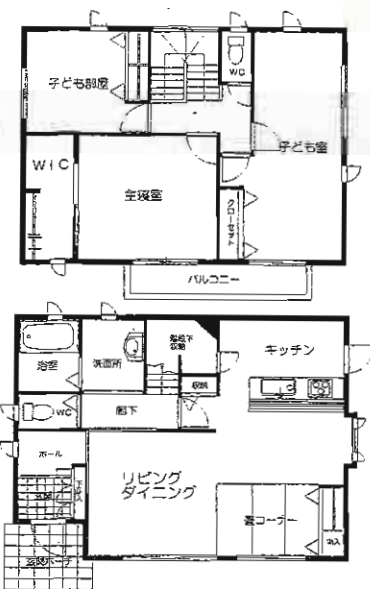 子ども部屋
WC
WIC
主寝室
子ども室
クローゼット
バルコニー
浴室
洗面所
階段下
収納
キッチン
収納
WC
廊下
ホール
リビング
ダイニング
畳コーナー
玄関ポーチ